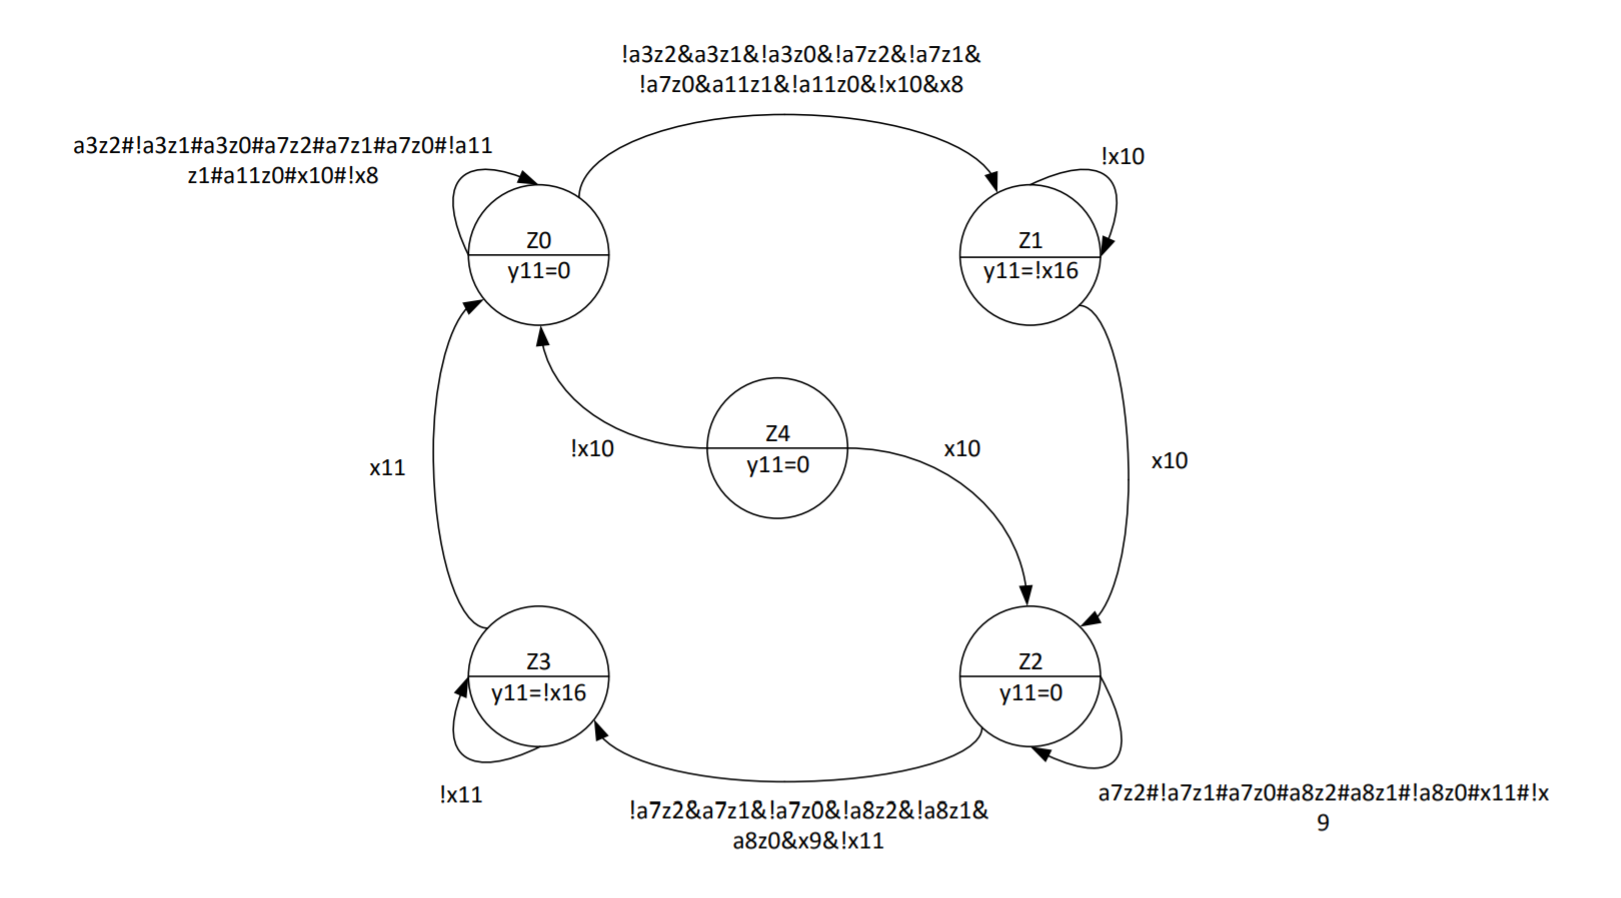 !a3z2&a3z1&!a3z0&!a7z2&!a7z1&
!a7z0&a11z1&!a11z0&!x10&x8
a3z2#!a3z1#a3z0#a7z2#a7z1#a7z0#!a11
z1#a11z0#x10#!x8
!x10
Z0
y11=0
Z1
y11=!x16
Z4
y11=0
!x10
x10
x11
x10
Z3
y11=!x16
Z2
y11=0
!x11
!a7z2&a7z1&!a7z0&!a8z2&!a8z1&
a8z0&x9&!x11
a7z2#!a7z1#a7z0#a8z2#a8z1#!a8z0#x11#!x
9